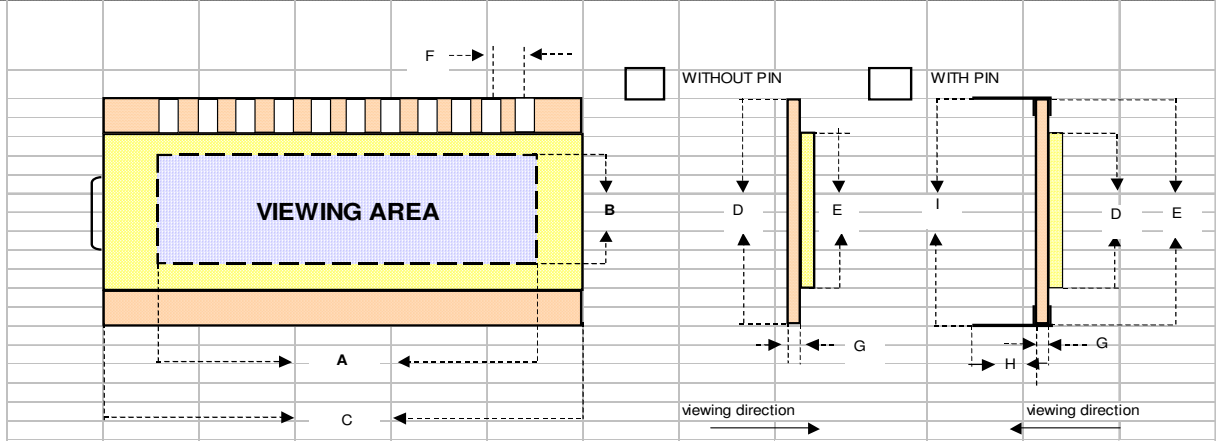 F
WITHOUT PIN
WITH PIN
VIEWING AREA
B
D
E
I
D
E
G
G
H
A
C
viewing direction
viewing direction